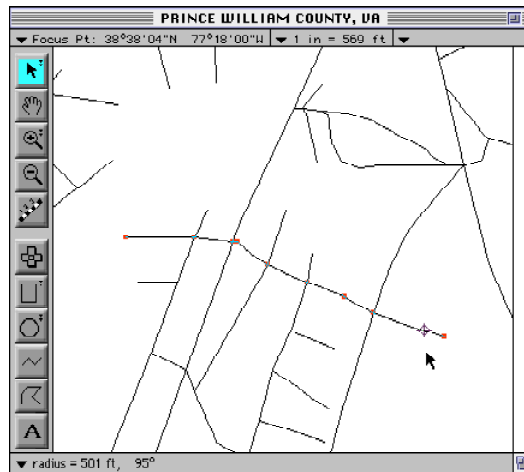 PRINCE WILLIAM COUNTY, VA
Focus Pt: 38°38'04"N 77°18'00"W 1 in = 569 ft
A
radius = 501 ft, 95°